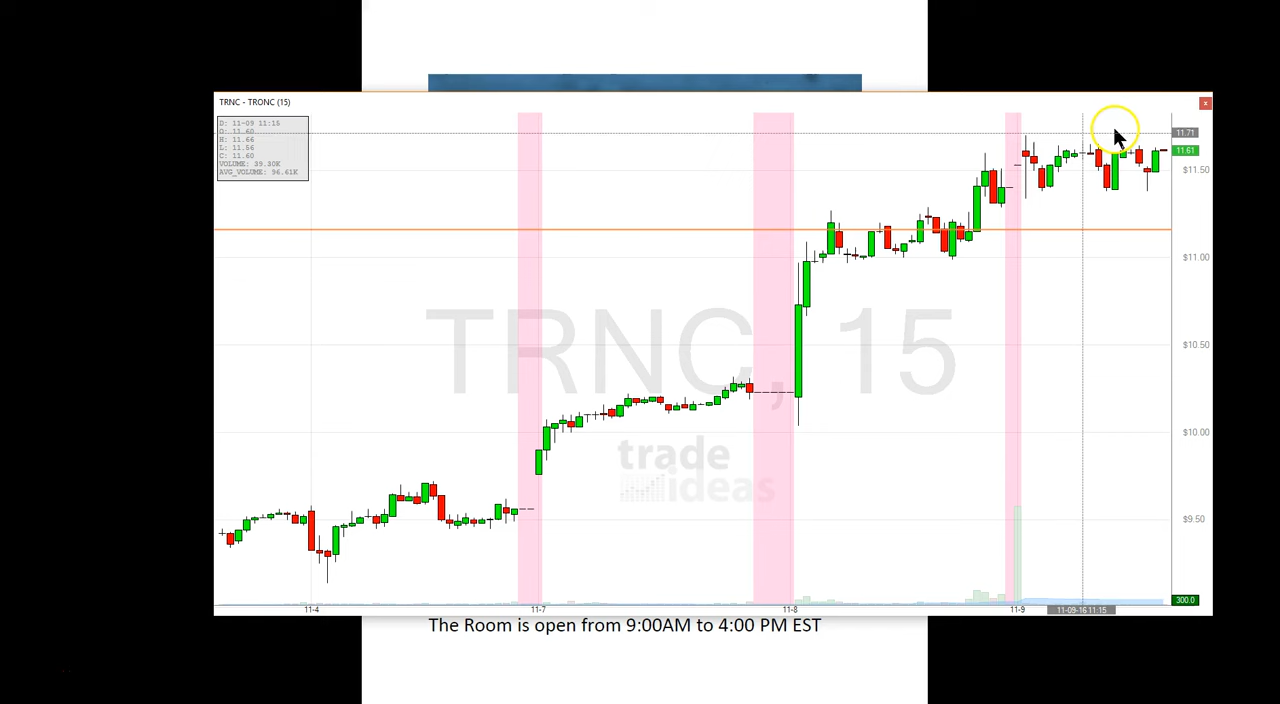 TRNC - TRONC (15)
D: 11-09 11:15
O: 11.60
H: 11.66
L: 11.56
C: 11.60
VOLUME: 39.30K
AVG_VOLUME: 96.61K
11.71
11.61
$11.50
$11.00
$10.50
$10.00
$9.50
300.0
TRNC, 15
trade
ideas
11-4
11-7
11-8
11-9
11-09-16 11:15
The Room is open from 9:00AM to 4:00 PM EST